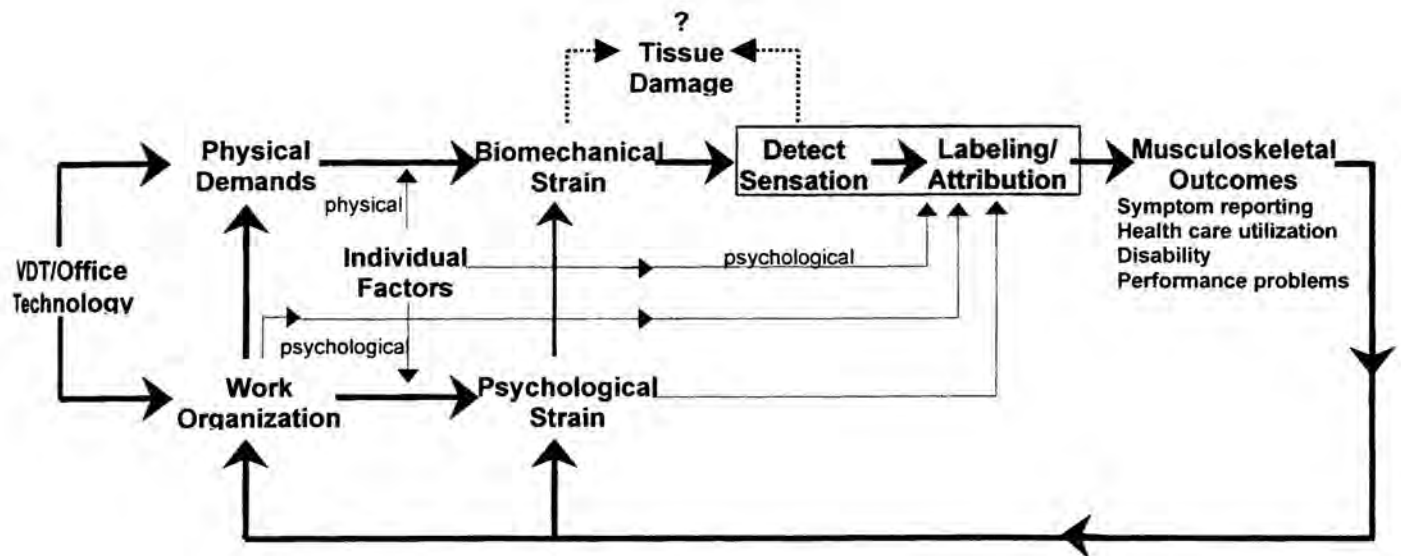 ?
Tissue
Damage
Physical
Demands
Biomechanical
Strain
Detect
Sensation
Labeling/
Attribution
Musculoskeletal
Outcomes
Symptom reporting
Health care utilization
Disability
Performance problems
physical
VDT/Office
Technology
Individual
Factors
psychological
psychological
Work
Organization
Psychological
Strain